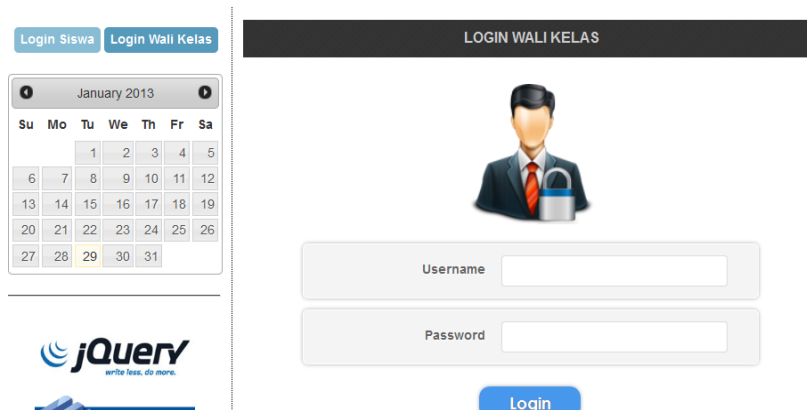 Login Siswa Login Wali Kelas
January 2013
Su Mo Tu We Th Fr Sa
1 2 3 4 5
6 7 8 9 10 11 12
13 14 15 16 17 18 19
20 21 22 23 24 25 26
27 28 29 30 31
jQuery
write less, do more.
LOGIN WALI KELAS
Username
Password
Login